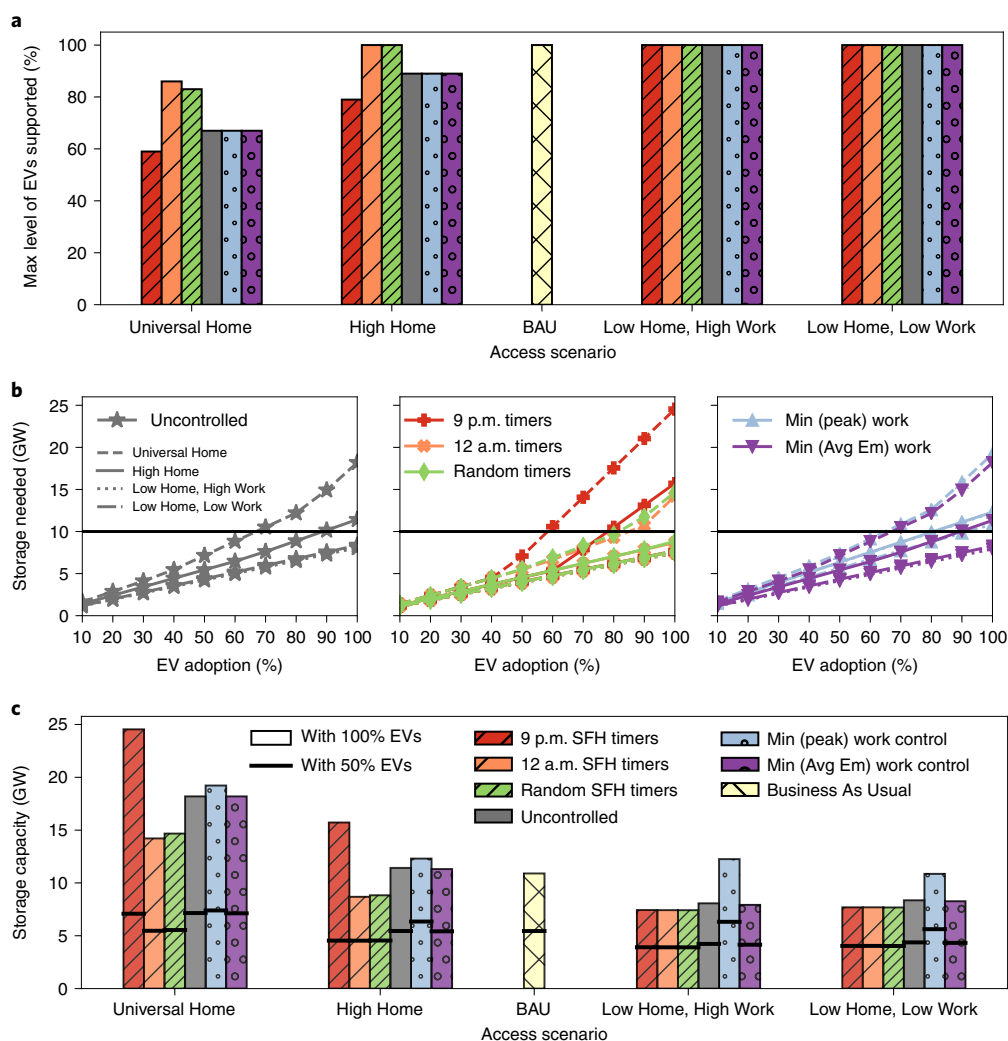 a
Max level of EVs supported (%)
100
80
60
40
20
0
Universal Home
High Home
BAU
Low Home, High Work
Low Home, Low Work
Access scenario
b
Storage needed (GW)
25
20
15
10
5
0
Uncontrolled
Universal Home
High Home
Low Home, High Work
Low Home, Low Work
10 20 30 40 50 60 70 80 90 100
EV adoption (%)
9 p.m. timers
12 a.m. timers
Random timers
10 20 30 40 50 60 70 80 90 100
EV adoption (%)
Min (peak) work
Min (Avg Em) work
10 20 30 40 50 60 70 80 90 100
EV adoption (%)
c
Storage capacity (GW)
25
20
15
10
5
0
With 100% EVs
With 50% EVs
9 p.m. SFH timers
12 a.m. SFH timers
Random SFH timers
Uncontrolled
Min (peak) work control
Min (Avg Em) work control
Business As Usual
Universal Home
High Home
BAU
Low Home, High Work
Low Home, Low Work
Access scenario